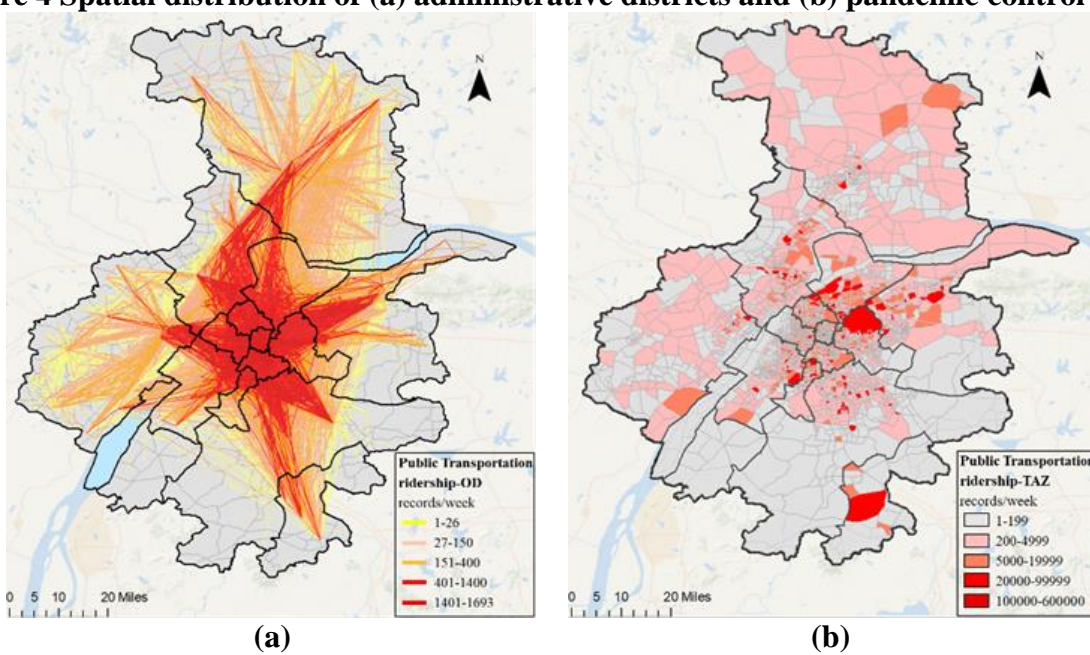 re 4 Spatial distribution of (a) administrative districts and (b) pandemic control
N
Public Transportation
ridership-OD
records/week
1-26
27-150
151-400
401-1400
1401-1693
0 5 10 20 Miles
(a)
N
Public Transportation
ridership-TAZ
records/week
1-199
200-4999
5000-19999
20000-99999
100000-600000
0 5 10 20 Miles
(b)